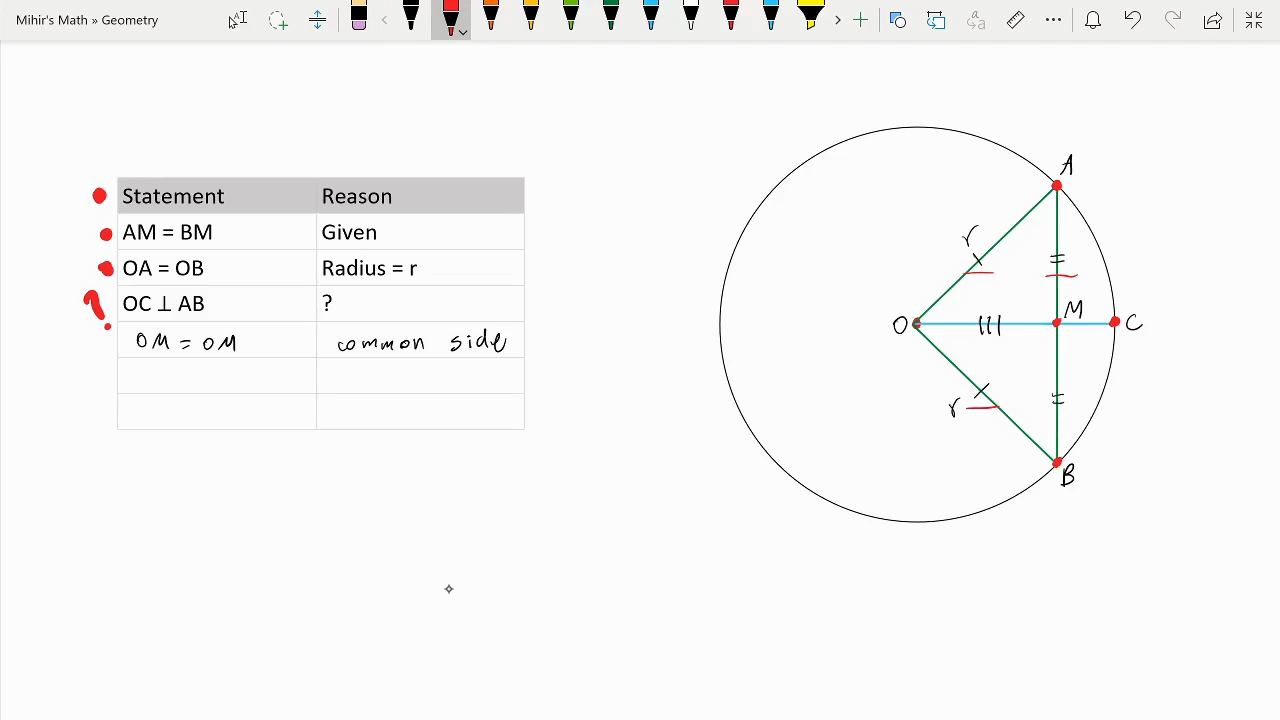 Mihir's Math » Geometry
Statement Reason
AM = BM Given
OA = OB Radius = r
? OC ⊥ AB ?
OM = OM common side
A
r
M
O C
r
B